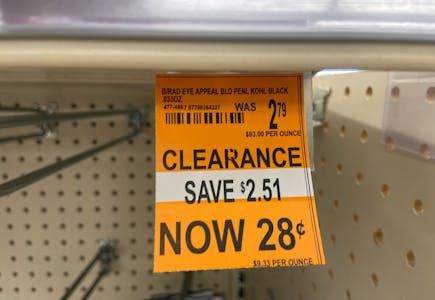 B/RAD EYE APPEAL BLD PENL KOHL BLACK
.033OZ
WAS 2 79
$93.00 PER OUNCE
CLEARANCE
SAVE $2.51
NOW 28¢
$9.33 PER OUNCE